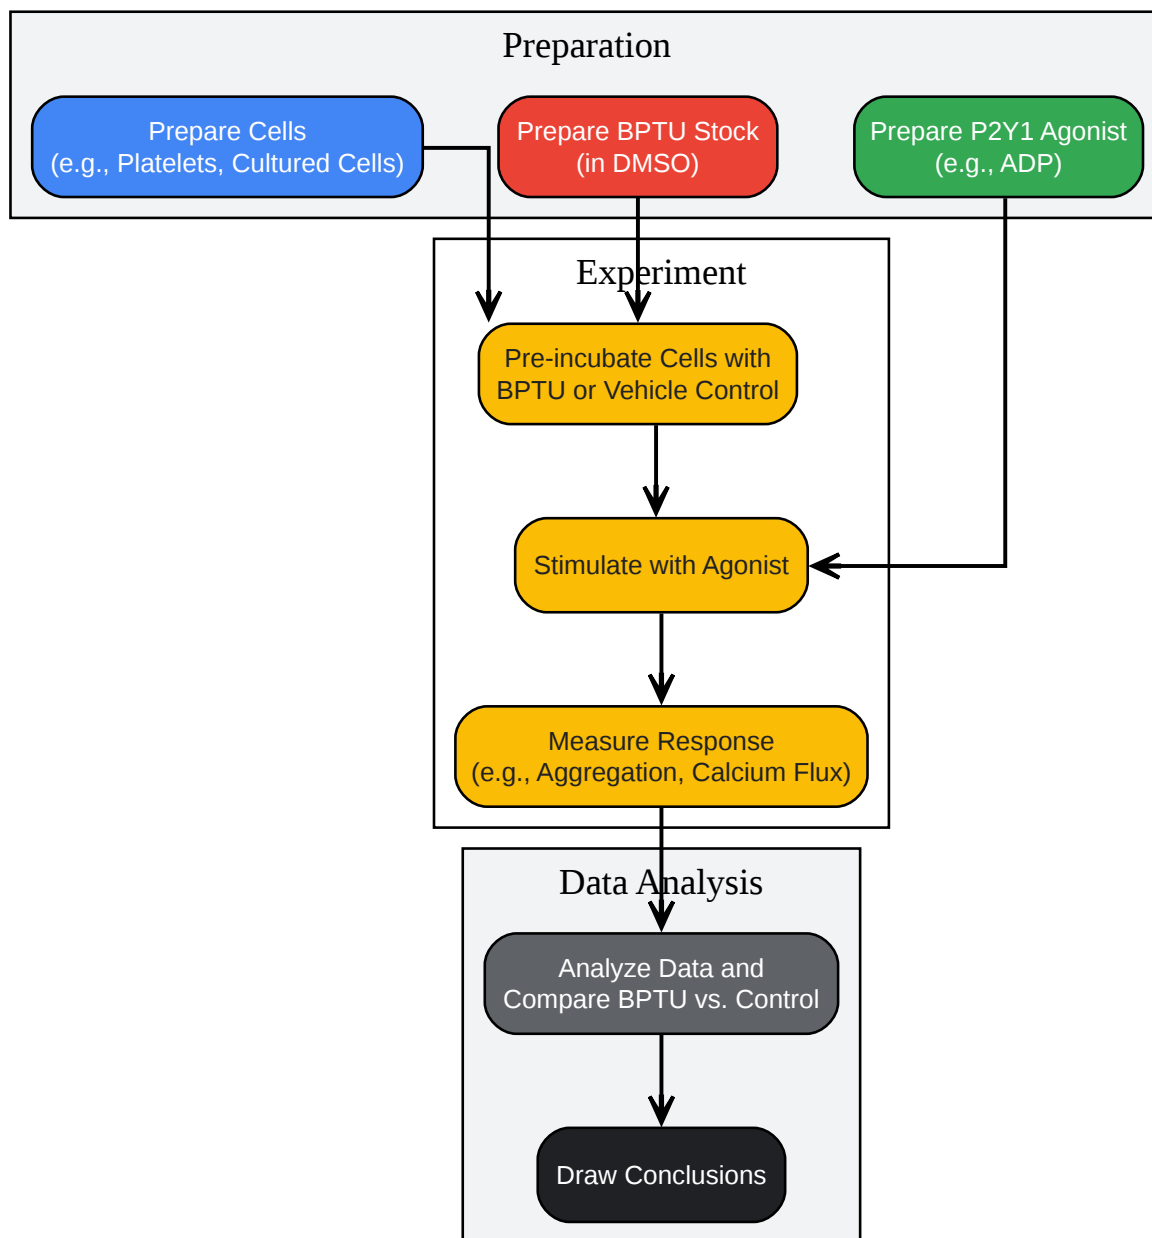 Preparation
Prepare Cells
(e.g., Platelets, Cultured Cells)
Prepare BPTU Stock
(in DMSO)
Prepare P2Y1 Agonist
(e.g., ADP)
Experiment
Pre-incubate Cells with
BPTU or Vehicle Control
Stimulate with Agonist
Measure Response
(e.g., Aggregation, Calcium Flux)
Data Analysis
Analyze Data and
Compare BPTU vs. Control
Draw Conclusions